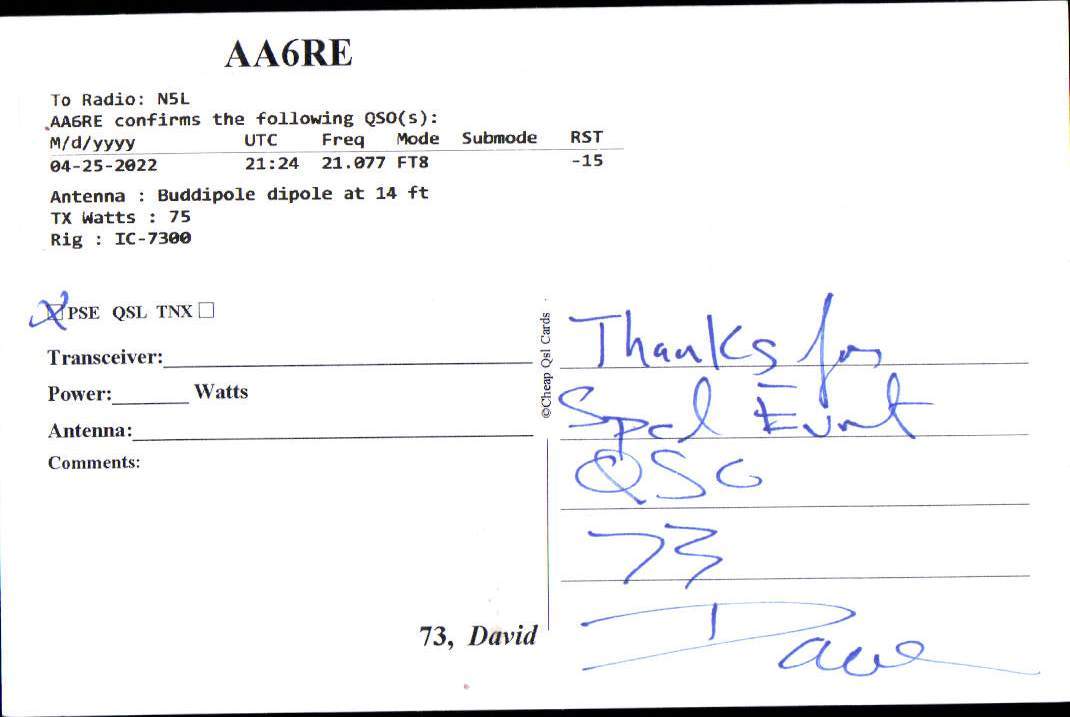 AA6RE
To Radio: N5L
AA6RE confirms the following QSO(s):
M/d/yyyy UTC Freq Mode Submode RST
04-25-2022 21:24 21.077 FT8 -15
Antenna : Buddipole dipole at 14 ft
TX Watts : 75
Rig : IC-7300
X PSE QSL TNX
Transceiver:
Power: Watts
Antenna:
Comments:
73, David
©Cheap Qsl Cards
Thanks for
Spcl Event
QSO
73
Dave